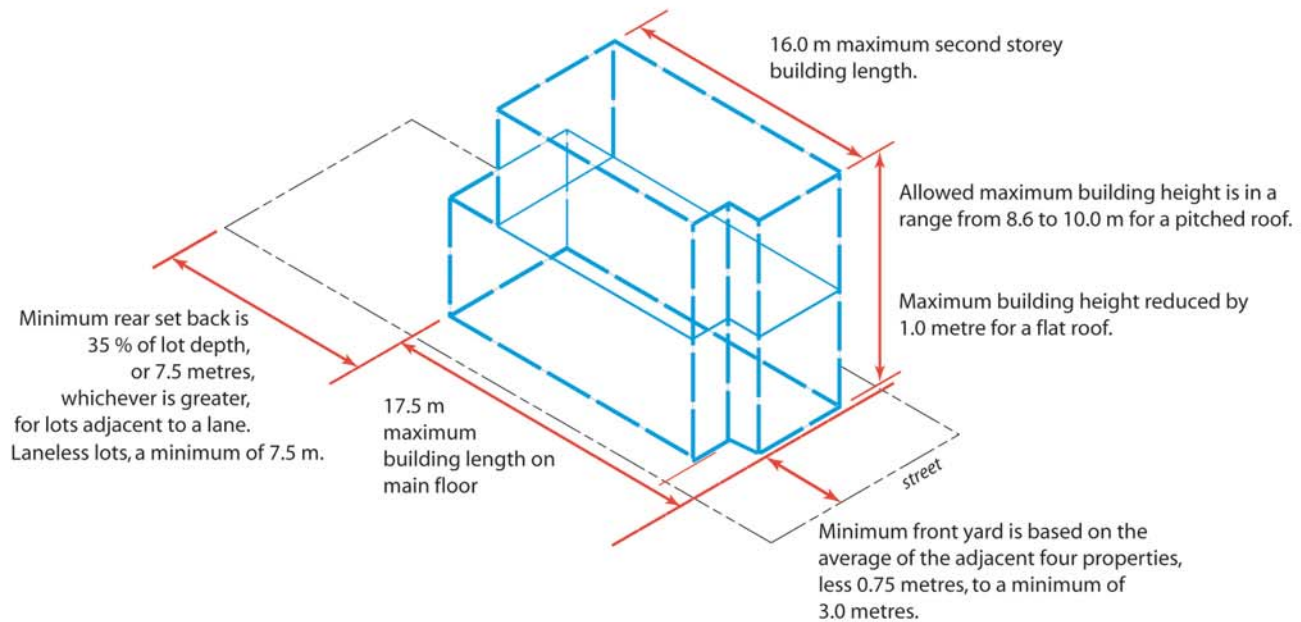 16.0 m maximum second storey
building length.
Allowed maximum building height is in a
range from 8.6 to 10.0 m for a pitched roof.
Maximum building height reduced by
1.0 metre for a flat roof.
Minimum rear set back is
35 % of lot depth,
or 7.5 metres,
whichever is greater,
for lots adjacent to a lane.
Laneless lots, a minimum of 7.5 m.
17.5 m
maximum
building length on
main floor
street
Minimum front yard is based on the
average of the adjacent four properties,
less 0.75 metres, to a minimum of
3.0 metres.